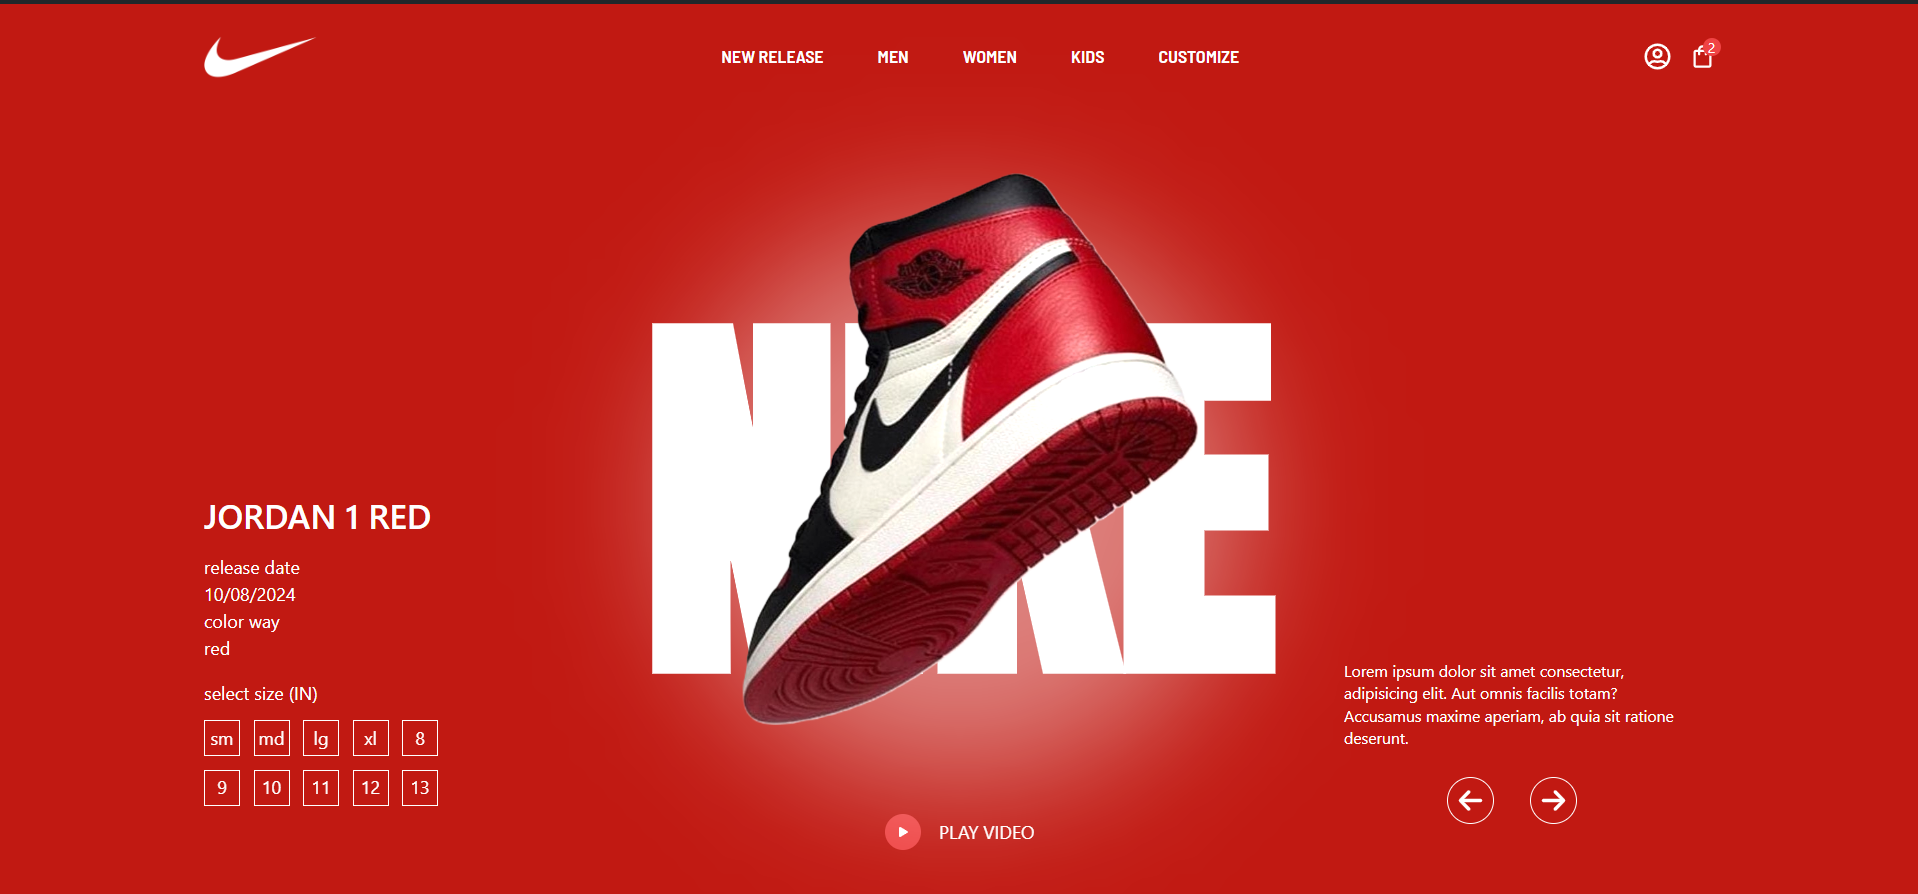 NEW RELEASE MEN WOMEN KIDS CUSTOMIZE
2
NIKE
JORDAN 1 RED
release date
10/08/2024
color way
red
select size (IN)
sm md lg xl 8
9 10 11 12 13
Lorem ipsum dolor sit amet consectetur,
adipisicing elit. Aut omnis facilis totam?
Accusamus maxime aperiam, ab quia sit ratione
deserunt.
PLAY VIDEO